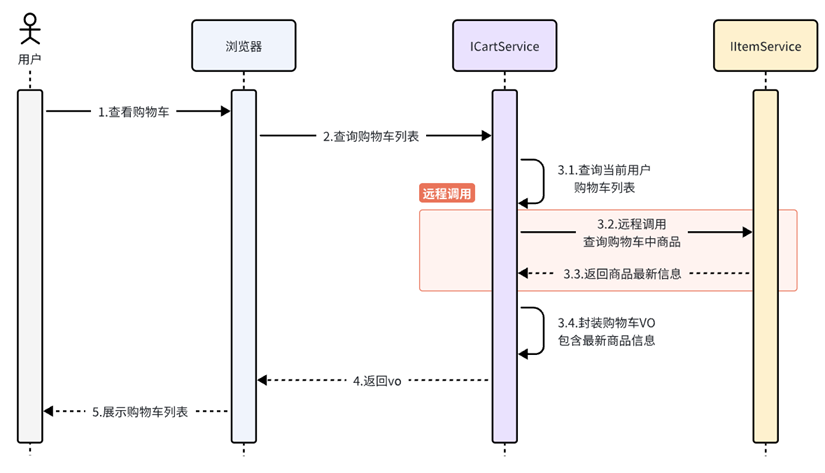 用户
浏览器
ICartService
IItemService
1.查看购物车
2.查询购物车列表
3.1.查询当前用户
购物车列表
远程调用
3.2.远程调用
查询购物车中商品
3.3.返回商品最新信息
3.4.封装购物车VO
包含最新商品信息
4.返回vo
5.展示购物车列表